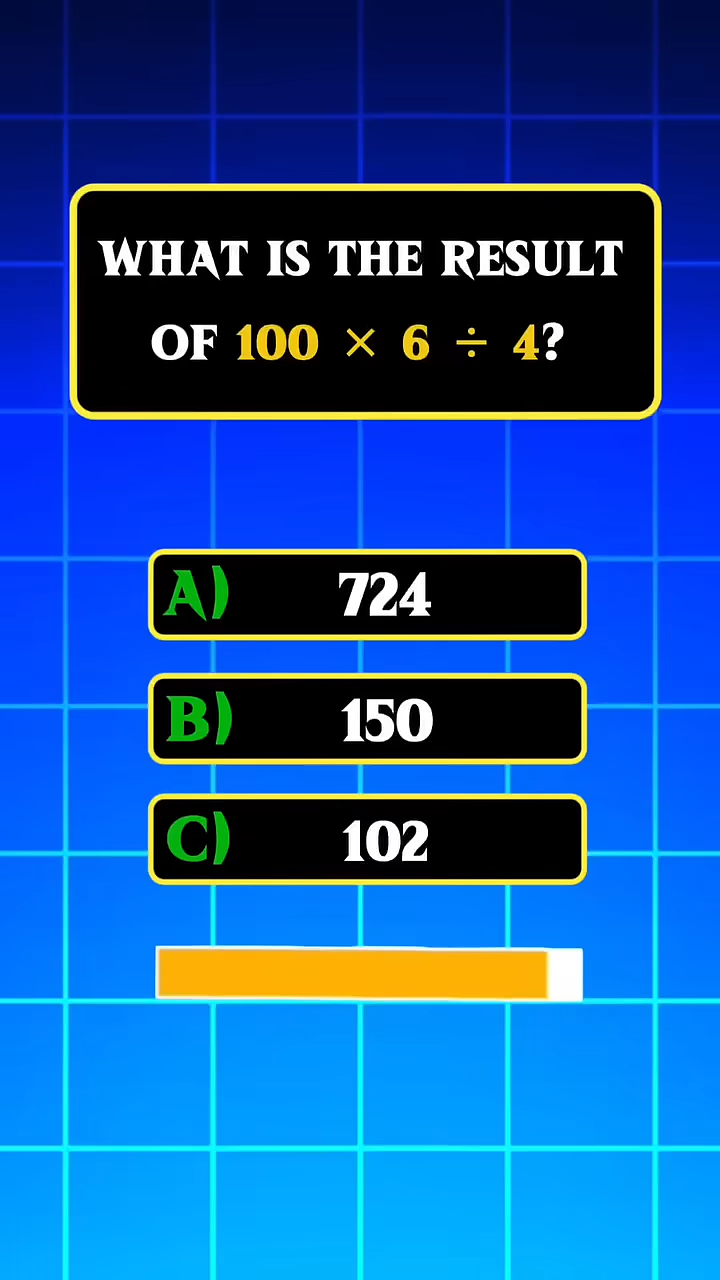 WHAT IS THE RESULT
OF 100 × 6 ÷ 4?
A) 724
B) 150
C) 102